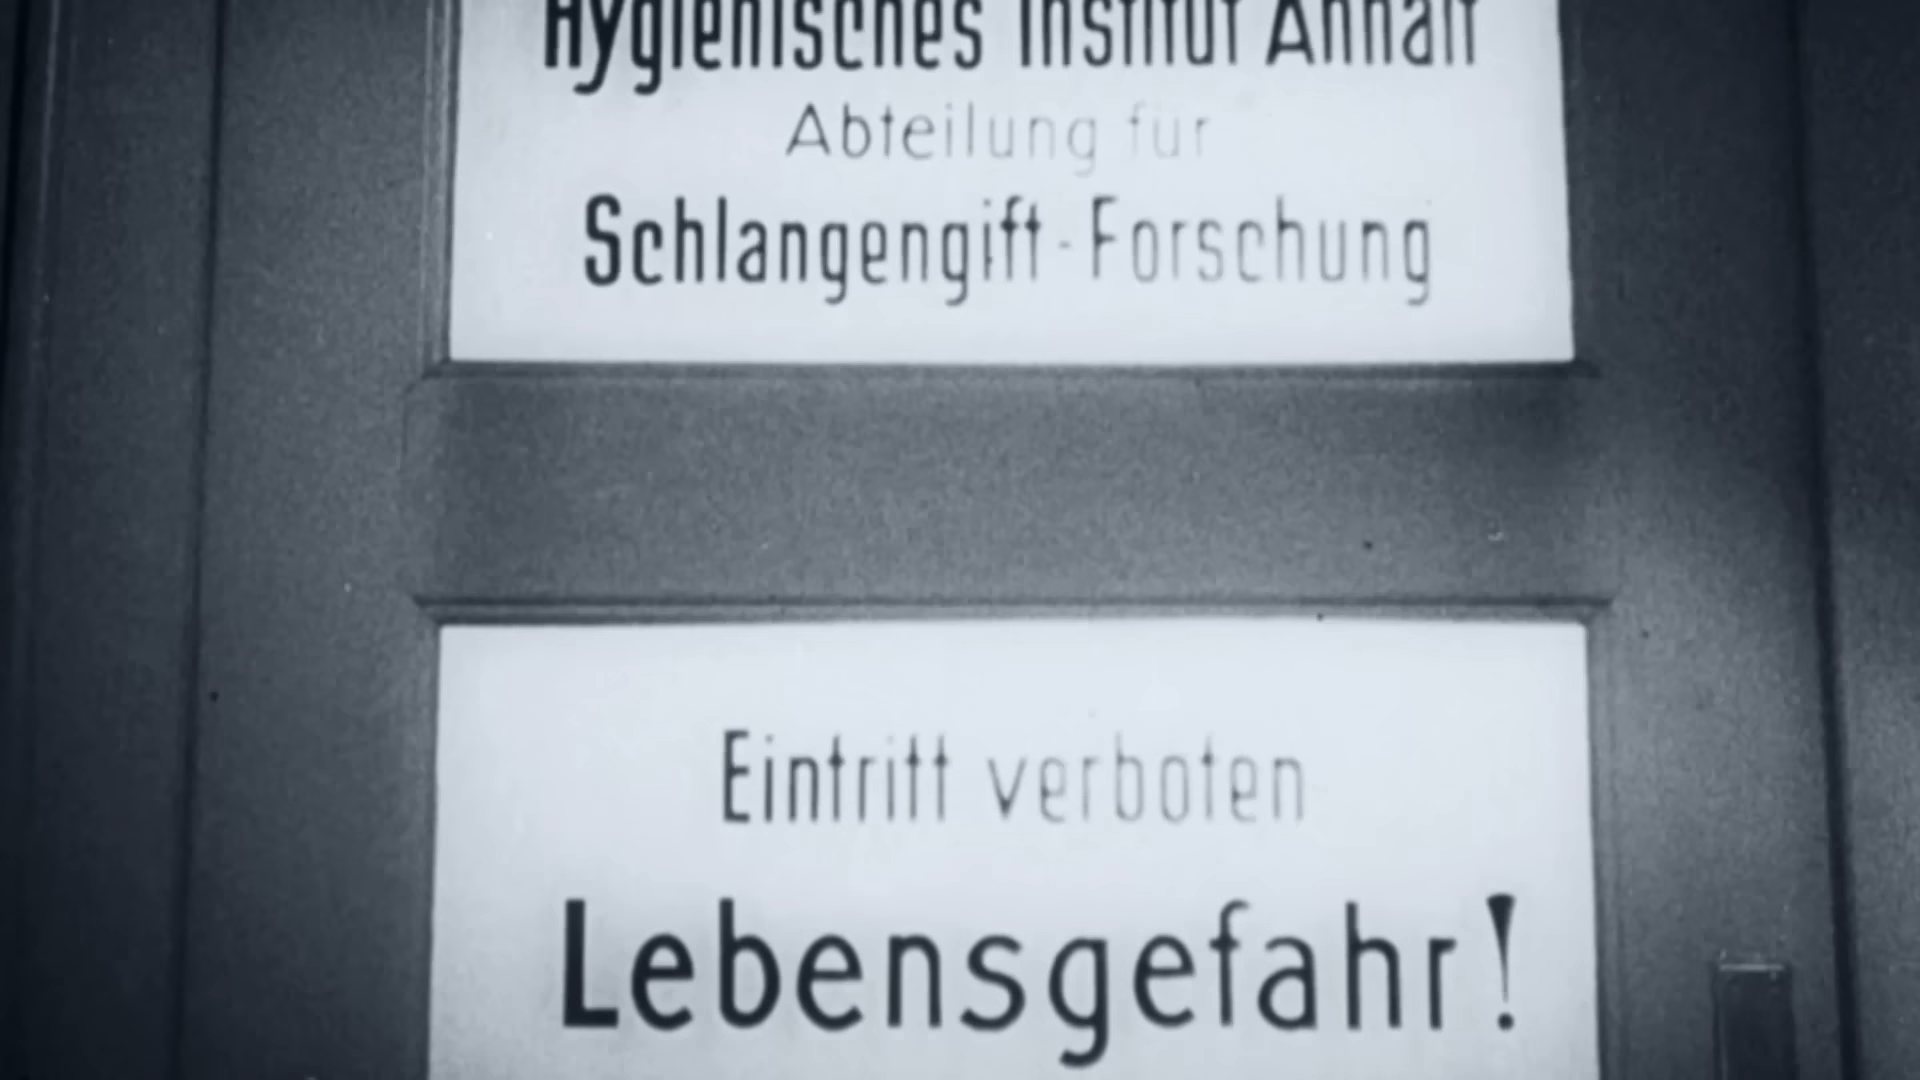 Hygienisches Institut Anhalt
Abteilung für
Schlangengift-Forschung
Eintritt verboten
Lebensgefahr!